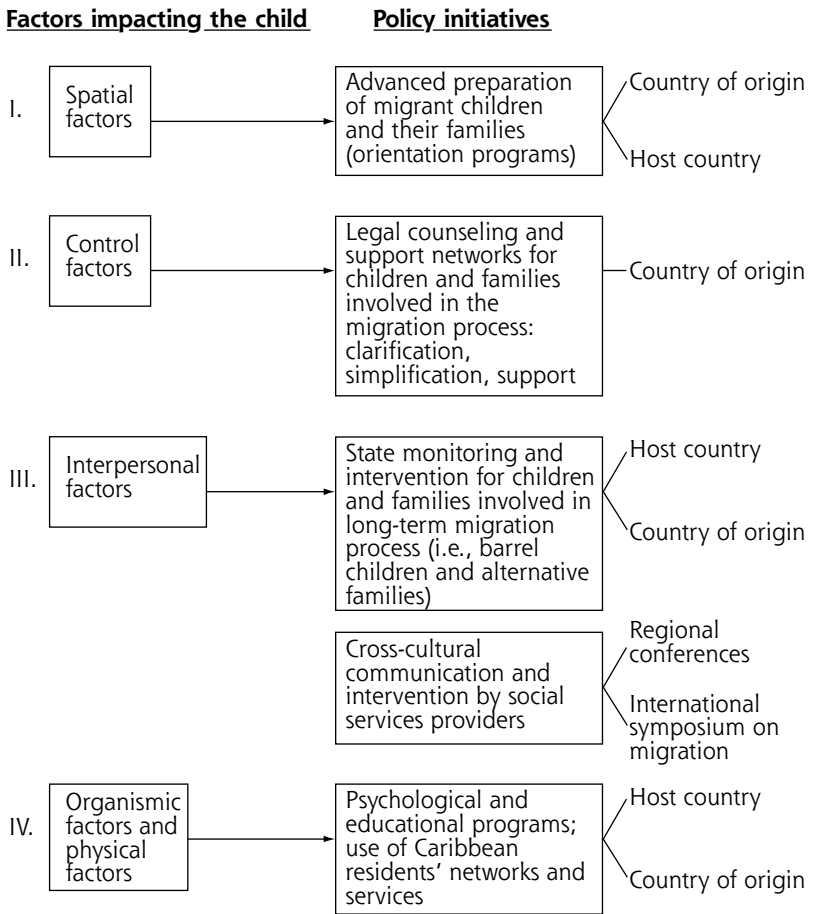 Factors impacting the child
Policy initiatives
I.
Spatial
factors
Advanced preparation
of migrant children
and their families
(orientation programs)
Country of origin
Host country
II.
Control
factors
Legal counseling and
support networks for
children and families
involved in the
migration process:
clarification,
simplification, support
Country of origin
III.
Interpersonal
factors
State monitoring and
intervention for children
and families involved in
long-term migration
process (i.e., barrel
children and alternative
families)
Host country
Country of origin
Cross-cultural
communication and
intervention by social
services providers
Regional
conferences
International
symposium on
migration
IV.
Organismic
factors and
physical
factors
Psychological and
educational programs;
use of Caribbean
residents’ networks and
services
Host country
Country of origin